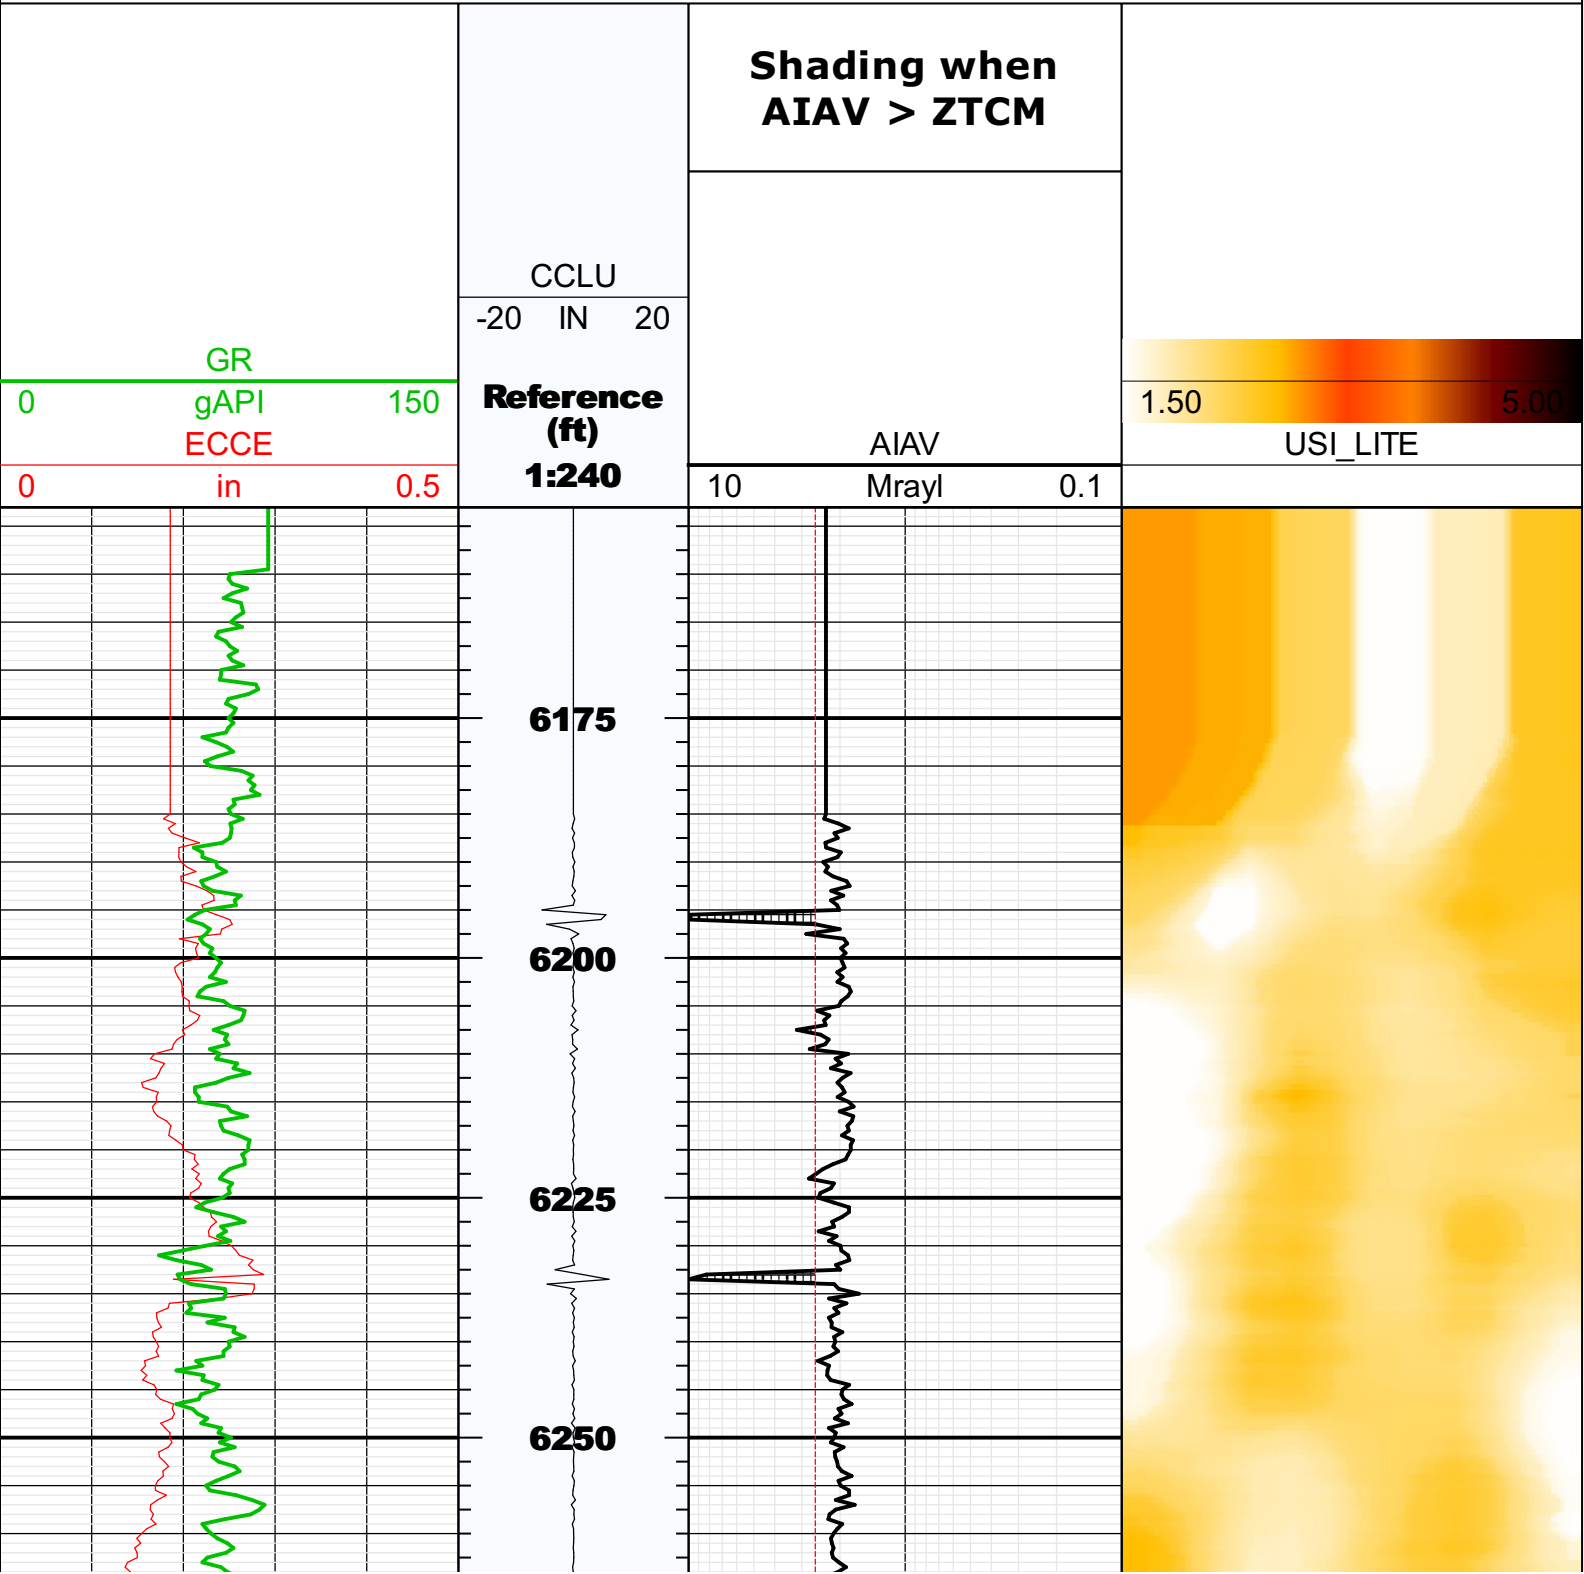 Shading when
AIAV > ZTCM
CCLU
-20 IN 20
GR
0 gAPI 150
ECCE
0 in 0.5
Reference
(ft)
1:240
AIAV
10 Mrayl 0.1
1.50 5.00
USI_LITE
6175
6200
6225
6250